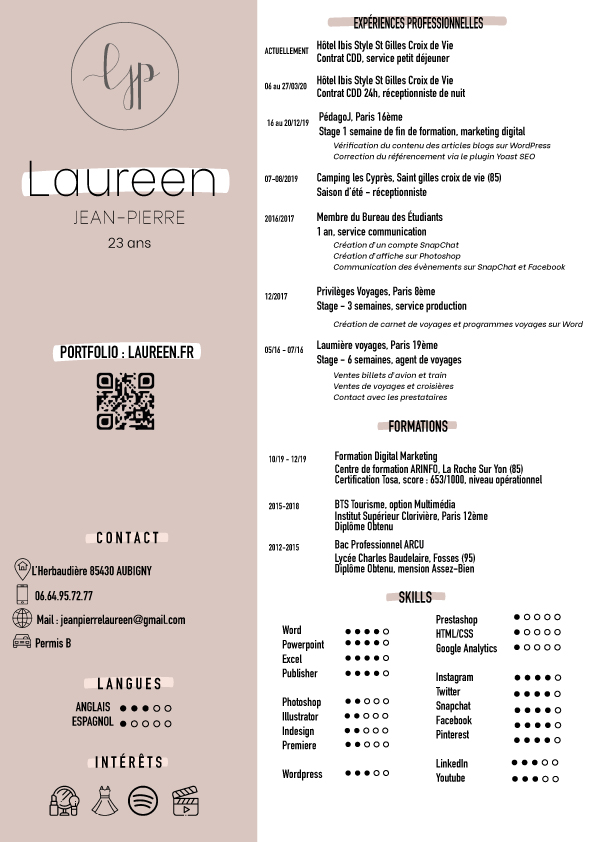 ljp
Laureen
JEAN-PIERRE
23 ans
PORTFOLIO : LAUREEN.FR
CONTACT
L'Herbaudière 85430 AUBIGNY
06.64.95.72.77
Mail : jeanpierrelaureen@gmail.com
Permis B
LANGUES
ANGLAIS
ESPAGNOL
INTÉRÊTS
EXPÉRIENCES PROFESSIONNELLES
ACTUELLEMENT Hôtel Ibis Style St Gilles Croix de Vie
Contrat CDD, service petit déjeuner
06 au 27/03/20 Hôtel Ibis Style St Gilles Croix de Vie
Contrat CDD 24h, réceptionniste de nuit
16 au 20/12/19 PédagoJ, Paris 16ème
Stage 1 semaine de fin de formation, marketing digital
Vérification du contenu des articles blogs sur WordPress
Correction du référencement via le plugin Yoast SEO
07-08/2019 Camping les Cyprès, Saint gilles croix de vie (85)
Saison d'été - réceptionniste
2016/2017 Membre du Bureau des Étudiants
1 an, service communication
Création d'un compte SnapChat
Création d'affiche sur Photoshop
Communication des évènements sur SnapChat et Facebook
12/2017 Privilèges Voyages, Paris 8ème
Stage - 3 semaines, service production
Création de carnet de voyages et programmes voyages sur Word
05/16 - 07/16 Laumière voyages, Paris 19ème
Stage - 6 semaines, agent de voyages
Ventes billets d'avion et train
Ventes de voyages et croisières
Contact avec les prestataires
FORMATIONS
10/19 - 12/19 Formation Digital Marketing
Centre de formation ARINFO, La Roche Sur Yon (85)
Certification Tosa, score : 653/1000, niveau opérationnel
2015-2018 BTS Tourisme, option Multimédia
Institut Supérieur Clorivière, Paris 12ème
Diplôme Obtenu
2012-2015 Bac Professionnel ARCU
Lycée Charles Baudelaire, Fosses (95)
Diplôme Obtenu, mension Assez-Bien
SKILLS
Word
Powerpoint
Excel
Publisher
Photoshop
Illustrator
Indesign
Premiere
Wordpress
Prestashop
HTML/CSS
Google Analytics
Instagram
Twitter
Snapchat
Facebook
Pinterest
LinkedIn
Youtube